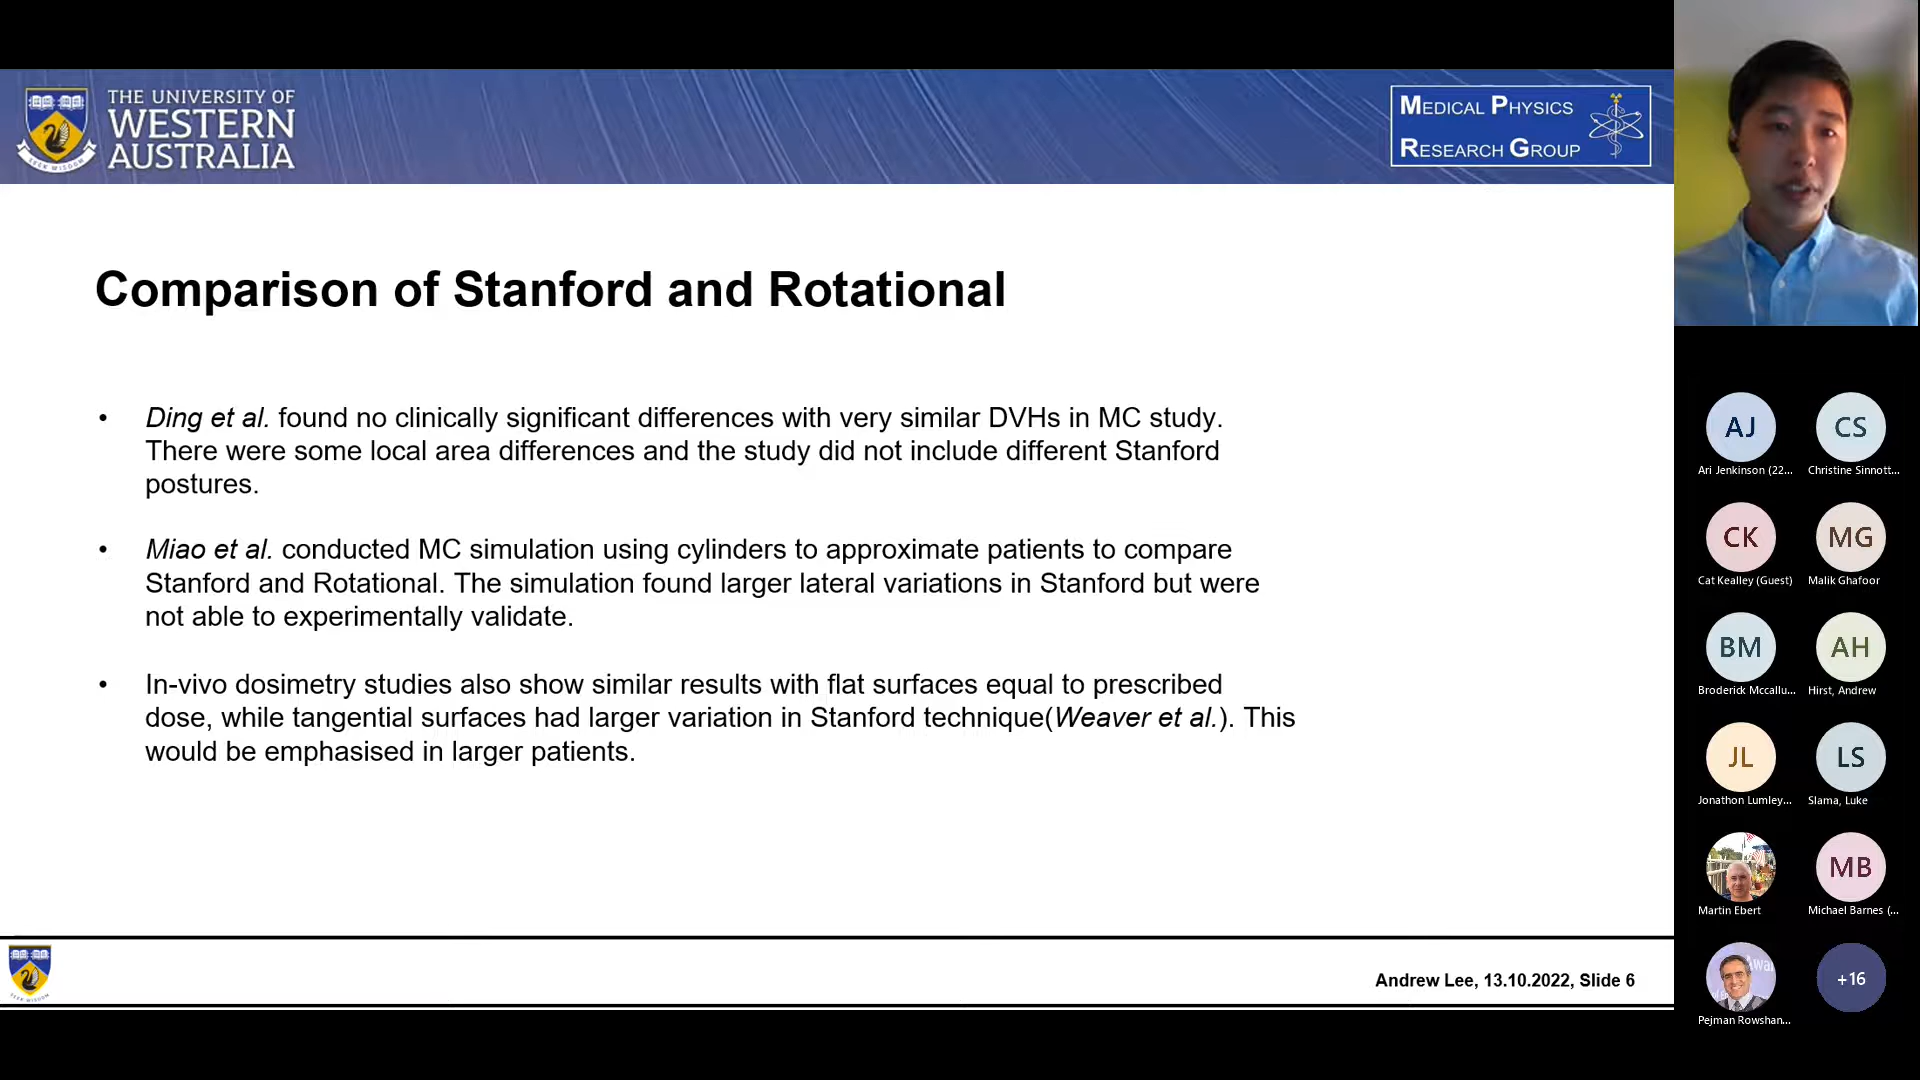 THE UNIVERSITY OF
WESTERN
AUSTRALIA
SEEK WISDOM
MEDICAL PHYSICS
RESEARCH GROUP
Comparison of Stanford and Rotational
• Ding et al. found no clinically significant differences with very similar DVHs in MC study.
There were some local area differences and the study did not include different Stanford
postures.
• Miao et al. conducted MC simulation using cylinders to approximate patients to compare
Stanford and Rotational. The simulation found larger lateral variations in Stanford but were
not able to experimentally validate.
• In-vivo dosimetry studies also show similar results with flat surfaces equal to prescribed
dose, while tangential surfaces had larger variation in Stanford technique(Weaver et al.). This
would be emphasised in larger patients.
Andrew Lee, 13.10.2022, Slide 6
AJ
Ari Jenkinson (22...
CS
Christine Sinnott...
CK
Cat Kealley (Guest)
MG
Malik Ghafoor
BM
Broderick Mccallu...
AH
Hirst, Andrew
JL
Jonathon Lumley...
LS
Slama, Luke
Martin Ebert
MB
Michael Barnes (...
Pejman Rowshan...
+16